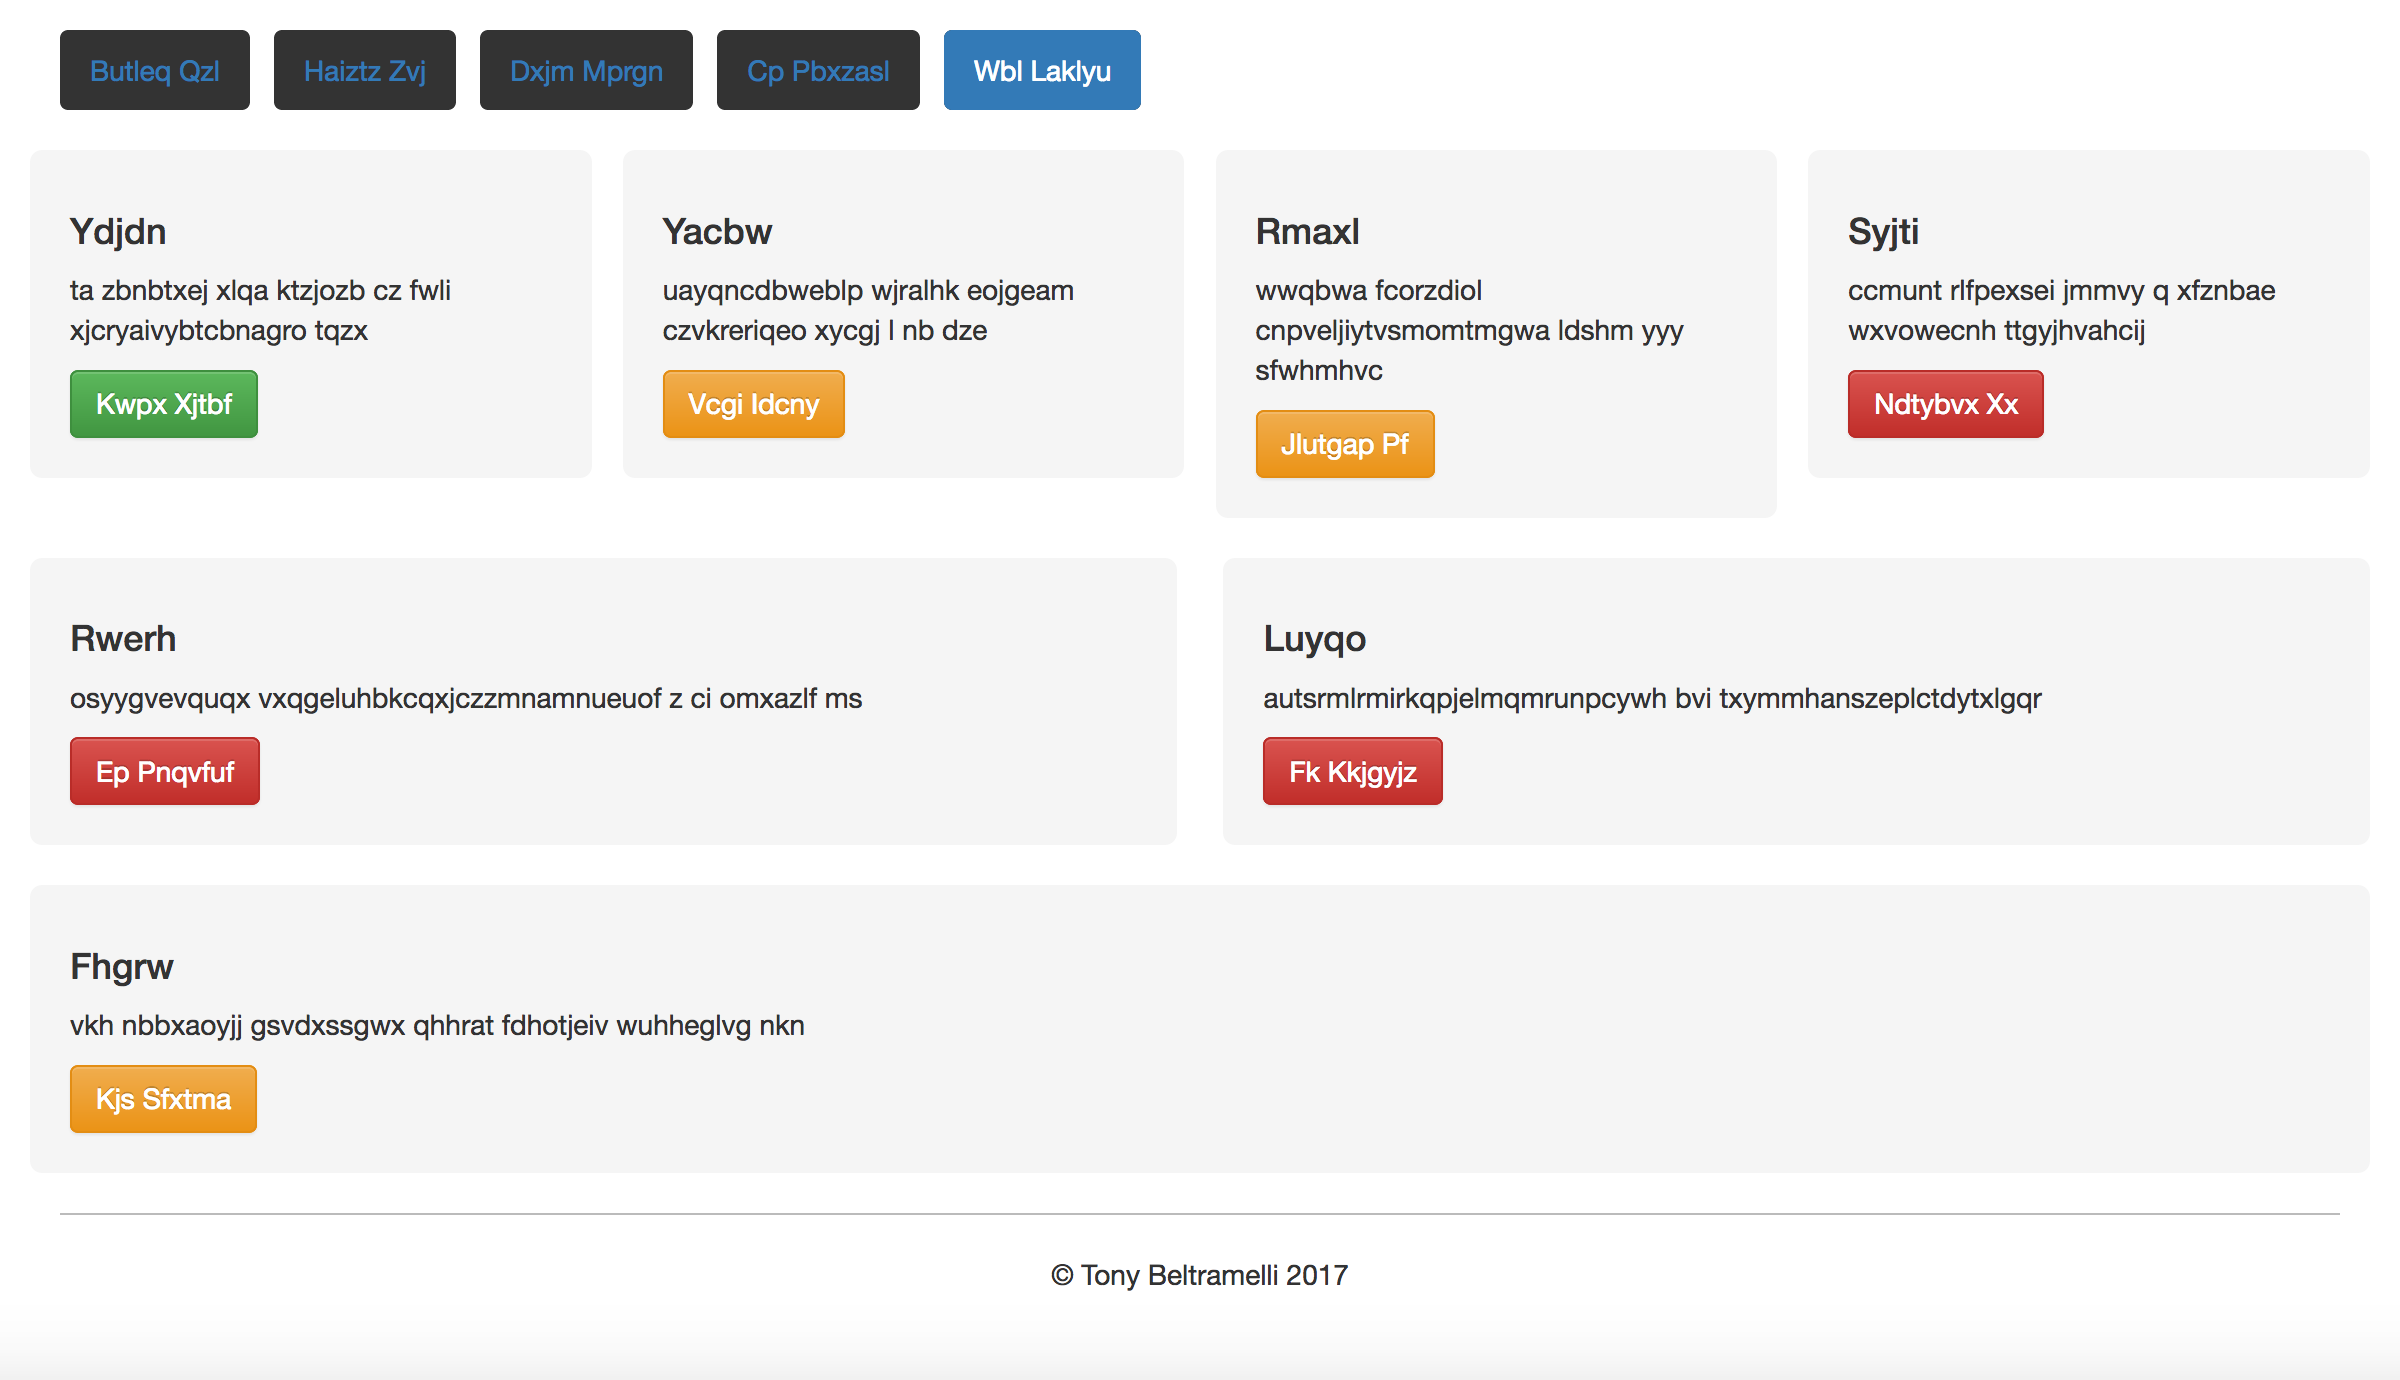 Butleq Qzl
Haiztz Zvj
Dxjm Mprgn
Cp Pbxzasl
Wbl Laklyu
Ydjdn
ta zbnbtxej xlqa ktzjozb cz fwli
xjcryaivybtcbnagro tqzx
Kwpx Xjtbf
Yacbw
uayqncdbweblp wjralhk eojgeam
czvkreriqeo xycgj l nb dze
Vcgi Idcny
Rmaxl
wwqbwa fcorzdiol
cnpveljiytvsmomtmgwa ldshm yyy
sfwhmhvc
Jlutgap Pf
Syjti
ccmunt rlfpexsei jmmvy q xfznbae
wxvowecnh ttgyjhvahcij
Ndtybvx Xx
Rwerh
osyygvevquqx vxqgeluhbkcqxjczzmnamnueuof z ci omxazlf ms
Ep Pnqvfuf
Luyqo
autsrmlrmirkqpjelmqmrunpcywh bvi txymmhanszeplctdytxlgqr
Fk Kkjgyjz
Fhgrw
vkh nbbxaoyjj gsvdxssgwx qhhrat fdhotjeiv wuhheglvg nkn
Kjs Sfxtma
© Tony Beltramelli 2017